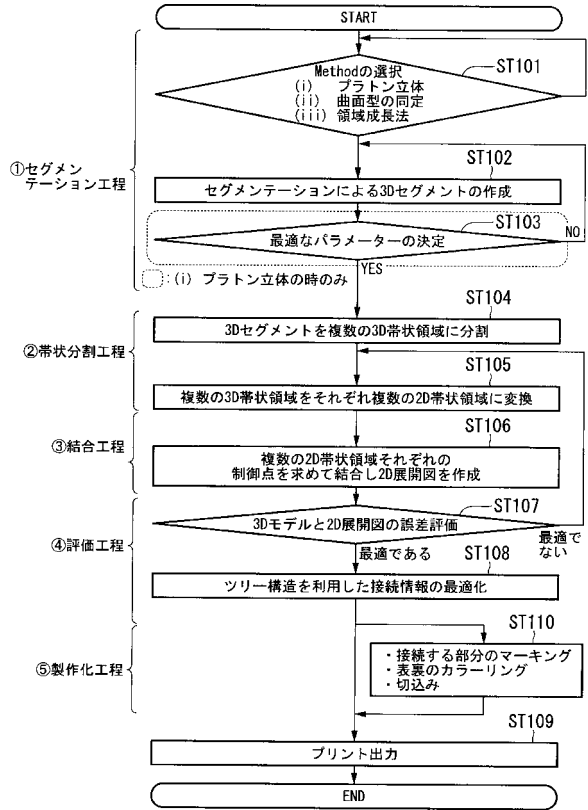 START
ST101
Methodの選択
(i) プラトン立体
(ii) 曲面型の同定
(iii) 領域成長法
①セグメン
テーション工程
ST102
セグメンテーションによる3Dセグメントの作成
ST103
最適なパラメーターの決定
NO
YES
:(i) プラトン立体の時のみ
ST104
3Dセグメントを複数の3D帯状領域に分割
②帯状分割工程
ST105
複数の3D帯状領域をそれぞれ複数の2D帯状領域に変換
ST106
③結合工程
複数の2D帯状領域それぞれの
制御点を求めて結合し2D展開図を作成
ST107
3Dモデルと2D展開図の誤差評価
最適で
ない
④評価工程
最適である
ST108
ツリー構造を利用した接続情報の最適化
ST110
・接続する部分のマーキング
・表裏のカラーリング
・切込み
⑤製作化工程
ST109
プリント出力
END